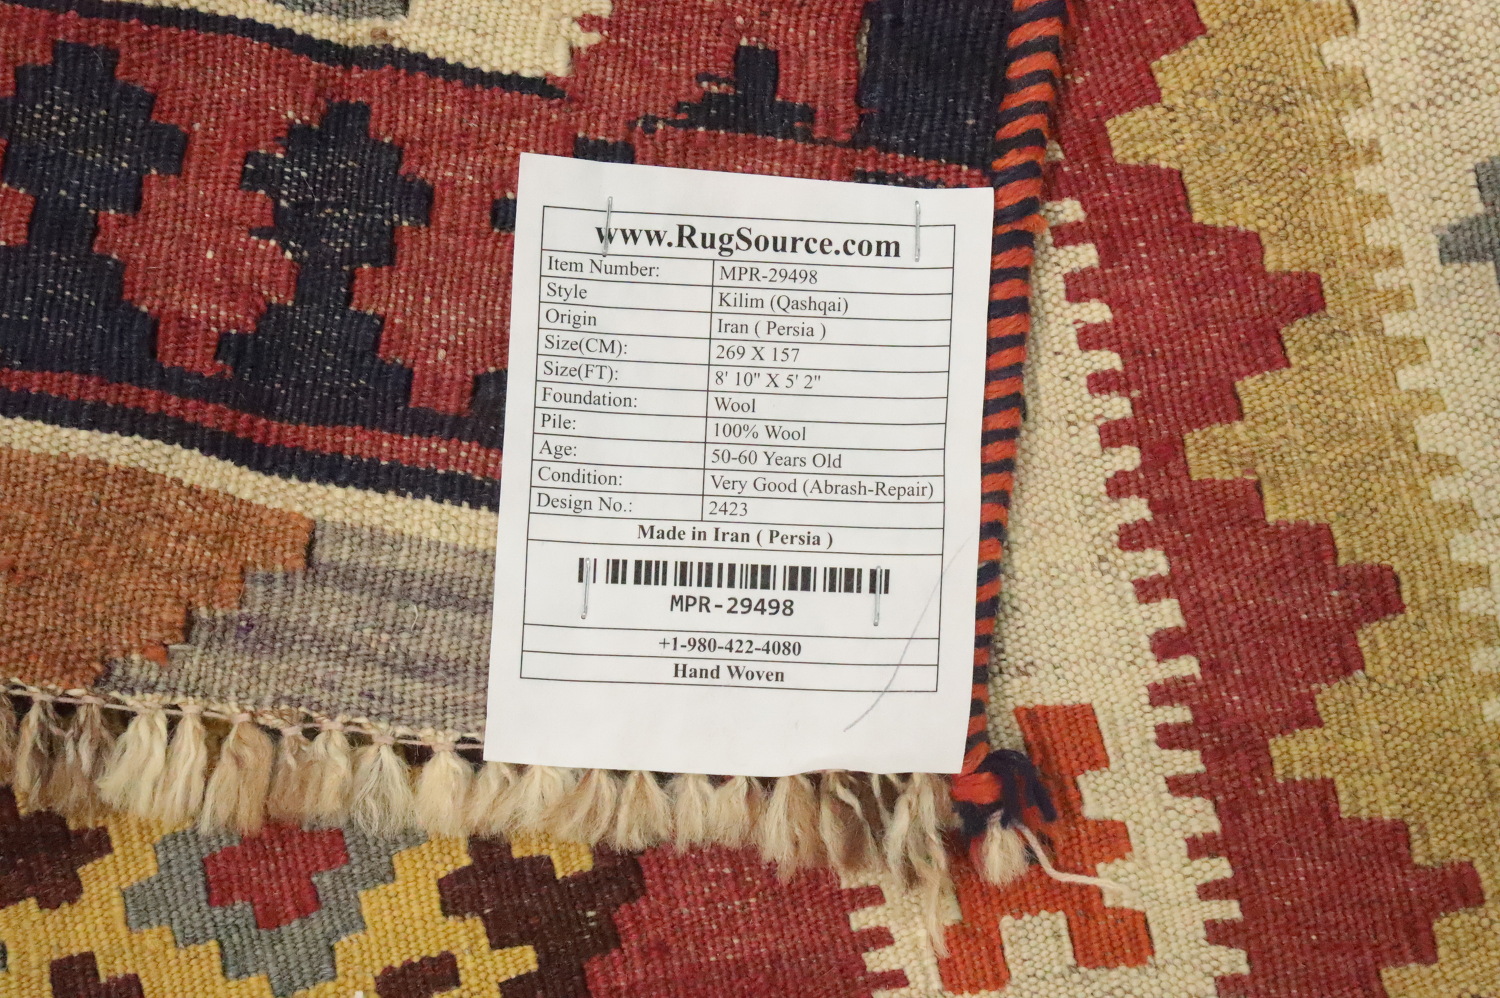 www.RugSource.com
Item Number: MPR-29498
Style Kilim (Qashqai)
Origin Iran ( Persia )
Size(CM): 269 X 157
Size(FT): 8' 10" X 5' 2"
Foundation: Wool
Pile: 100% Wool
Age: 50-60 Years Old
Condition: Very Good (Abrash-Repair)
Design No.: 2423
Made in Iran ( Persia )
MPR-29498
+1-980-422-4080
Hand Woven